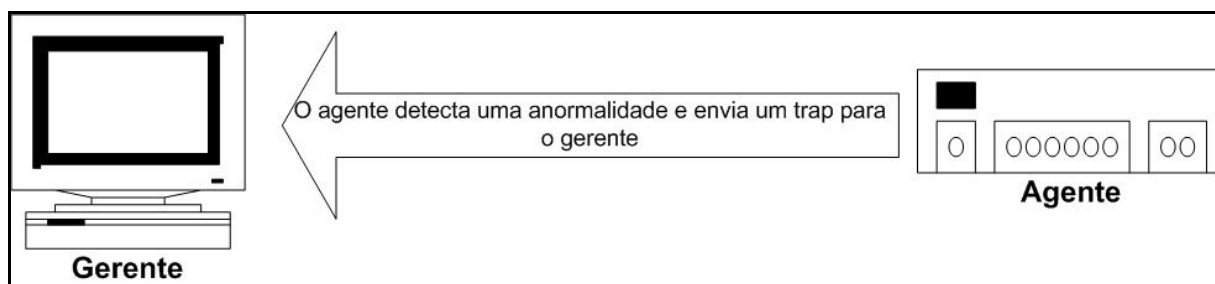 O agente detecta uma anormalidade e envia um trap para
o gerente
Agente
Gerente